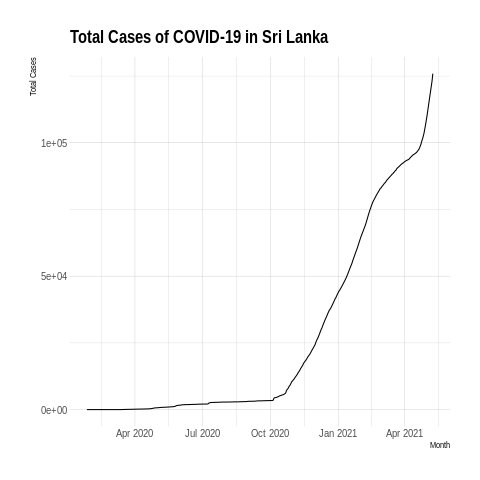 Total Cases of COVID-19 in Sri Lanka
Total Cases
1e+05
5e+04
0e+00
Apr 2020 Jul 2020 Oct 2020 Jan 2021 Apr 2021
Month